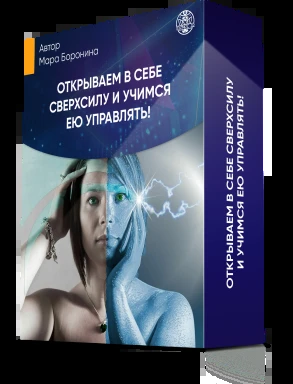 Автор
Мара Боронина
ОТКРЫВАЕМ В СЕБЕ
СВЕРХСИЛУ И УЧИМСЯ
ЕЮ УПРАВЛЯТЬ!
ОТКРЫВАЕМ В СЕБЕ СВЕРХСИЛУ
И УЧИМСЯ ЕЮ УПРАВЛЯТЬ!